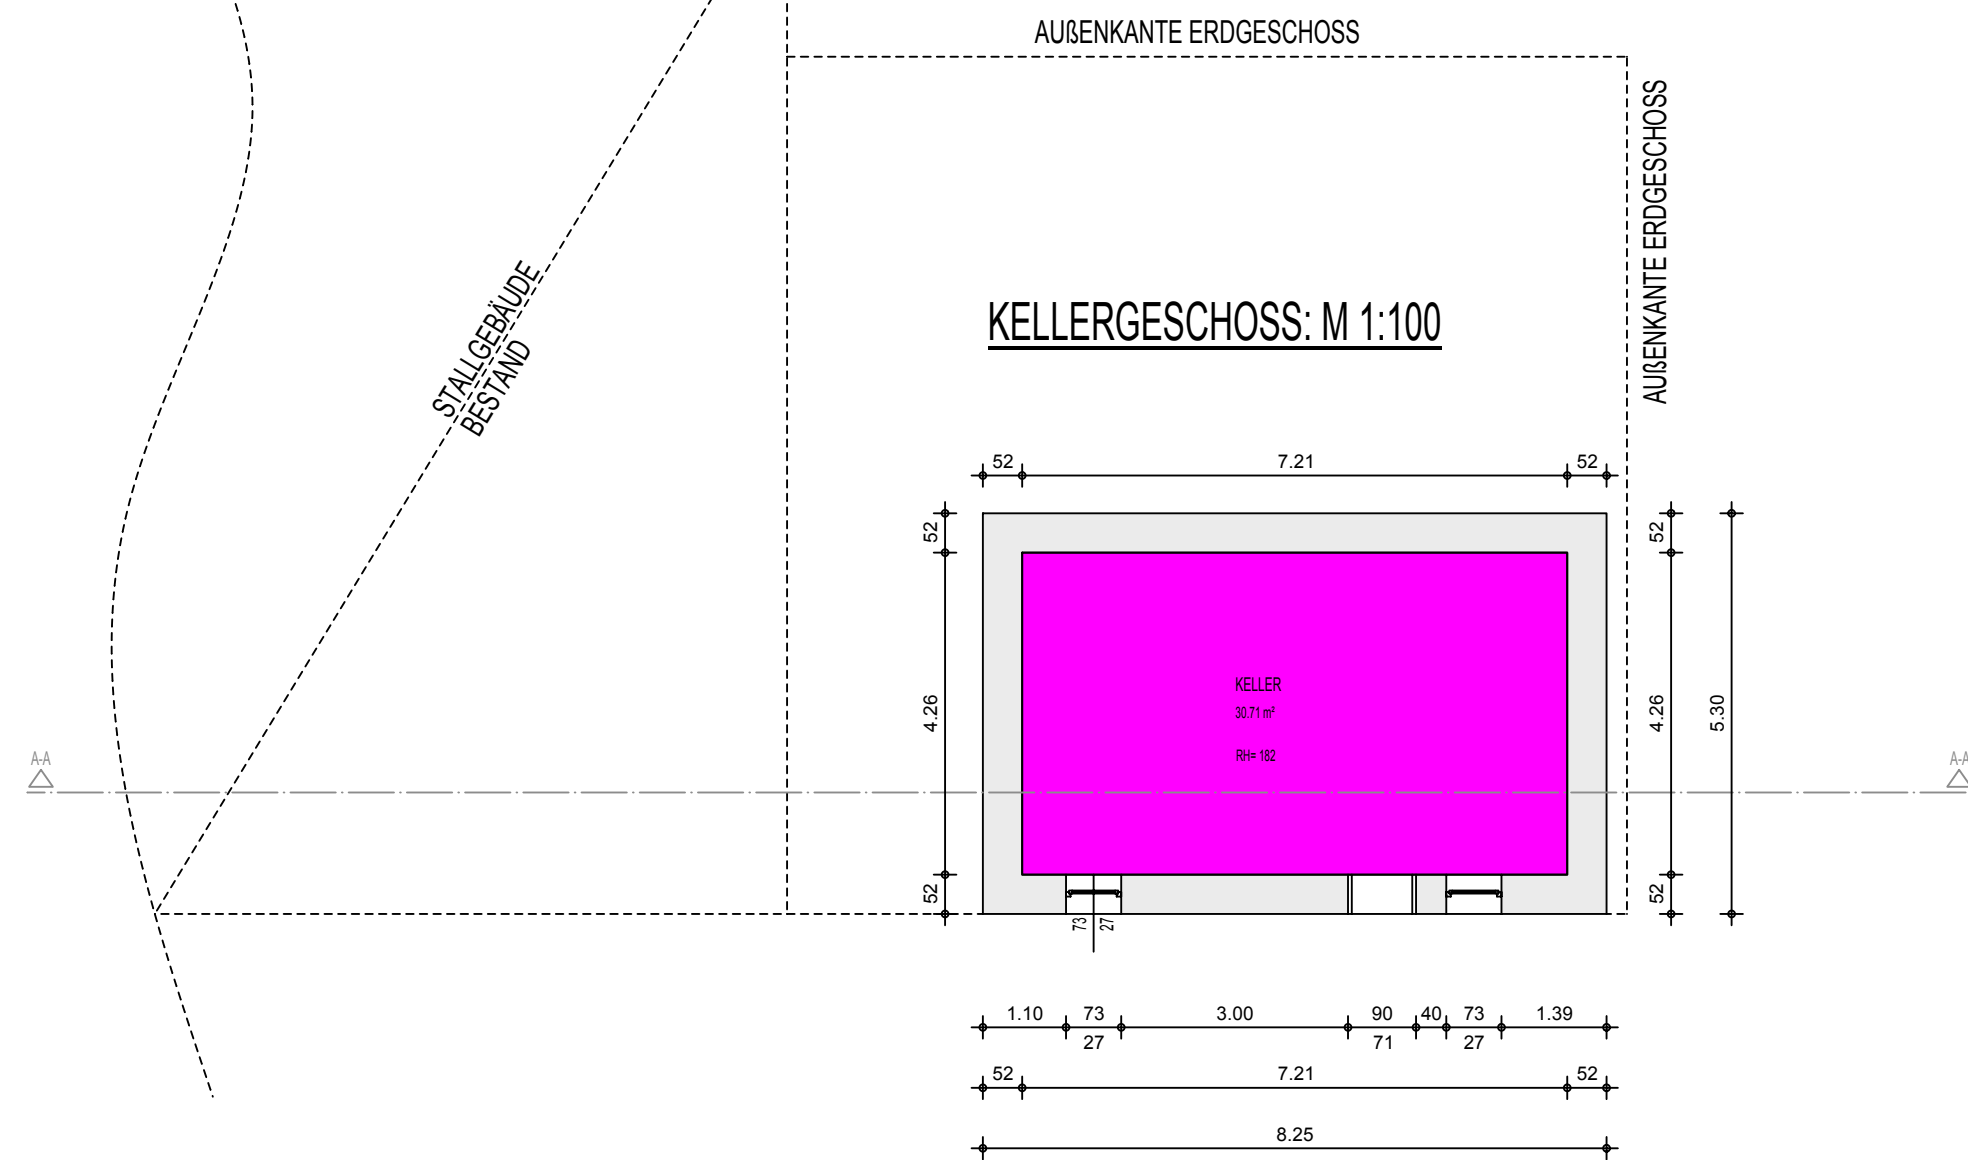 AUßENKANTE ERDGESCHOSS
AUßENKANTE ERDGESCHOSS
STALLGEBÄUDE
BESTAND
KELLERGESCHOSS: M 1:100
52 7.21 52
52
4.26
52
52
4.26
52
5.30
KELLER
30.71 m²
RH= 182
A-A
A-A
73
27
1.10 73 3.00 90 40 73 1.39
27 71 27
52 7.21 52
8.25